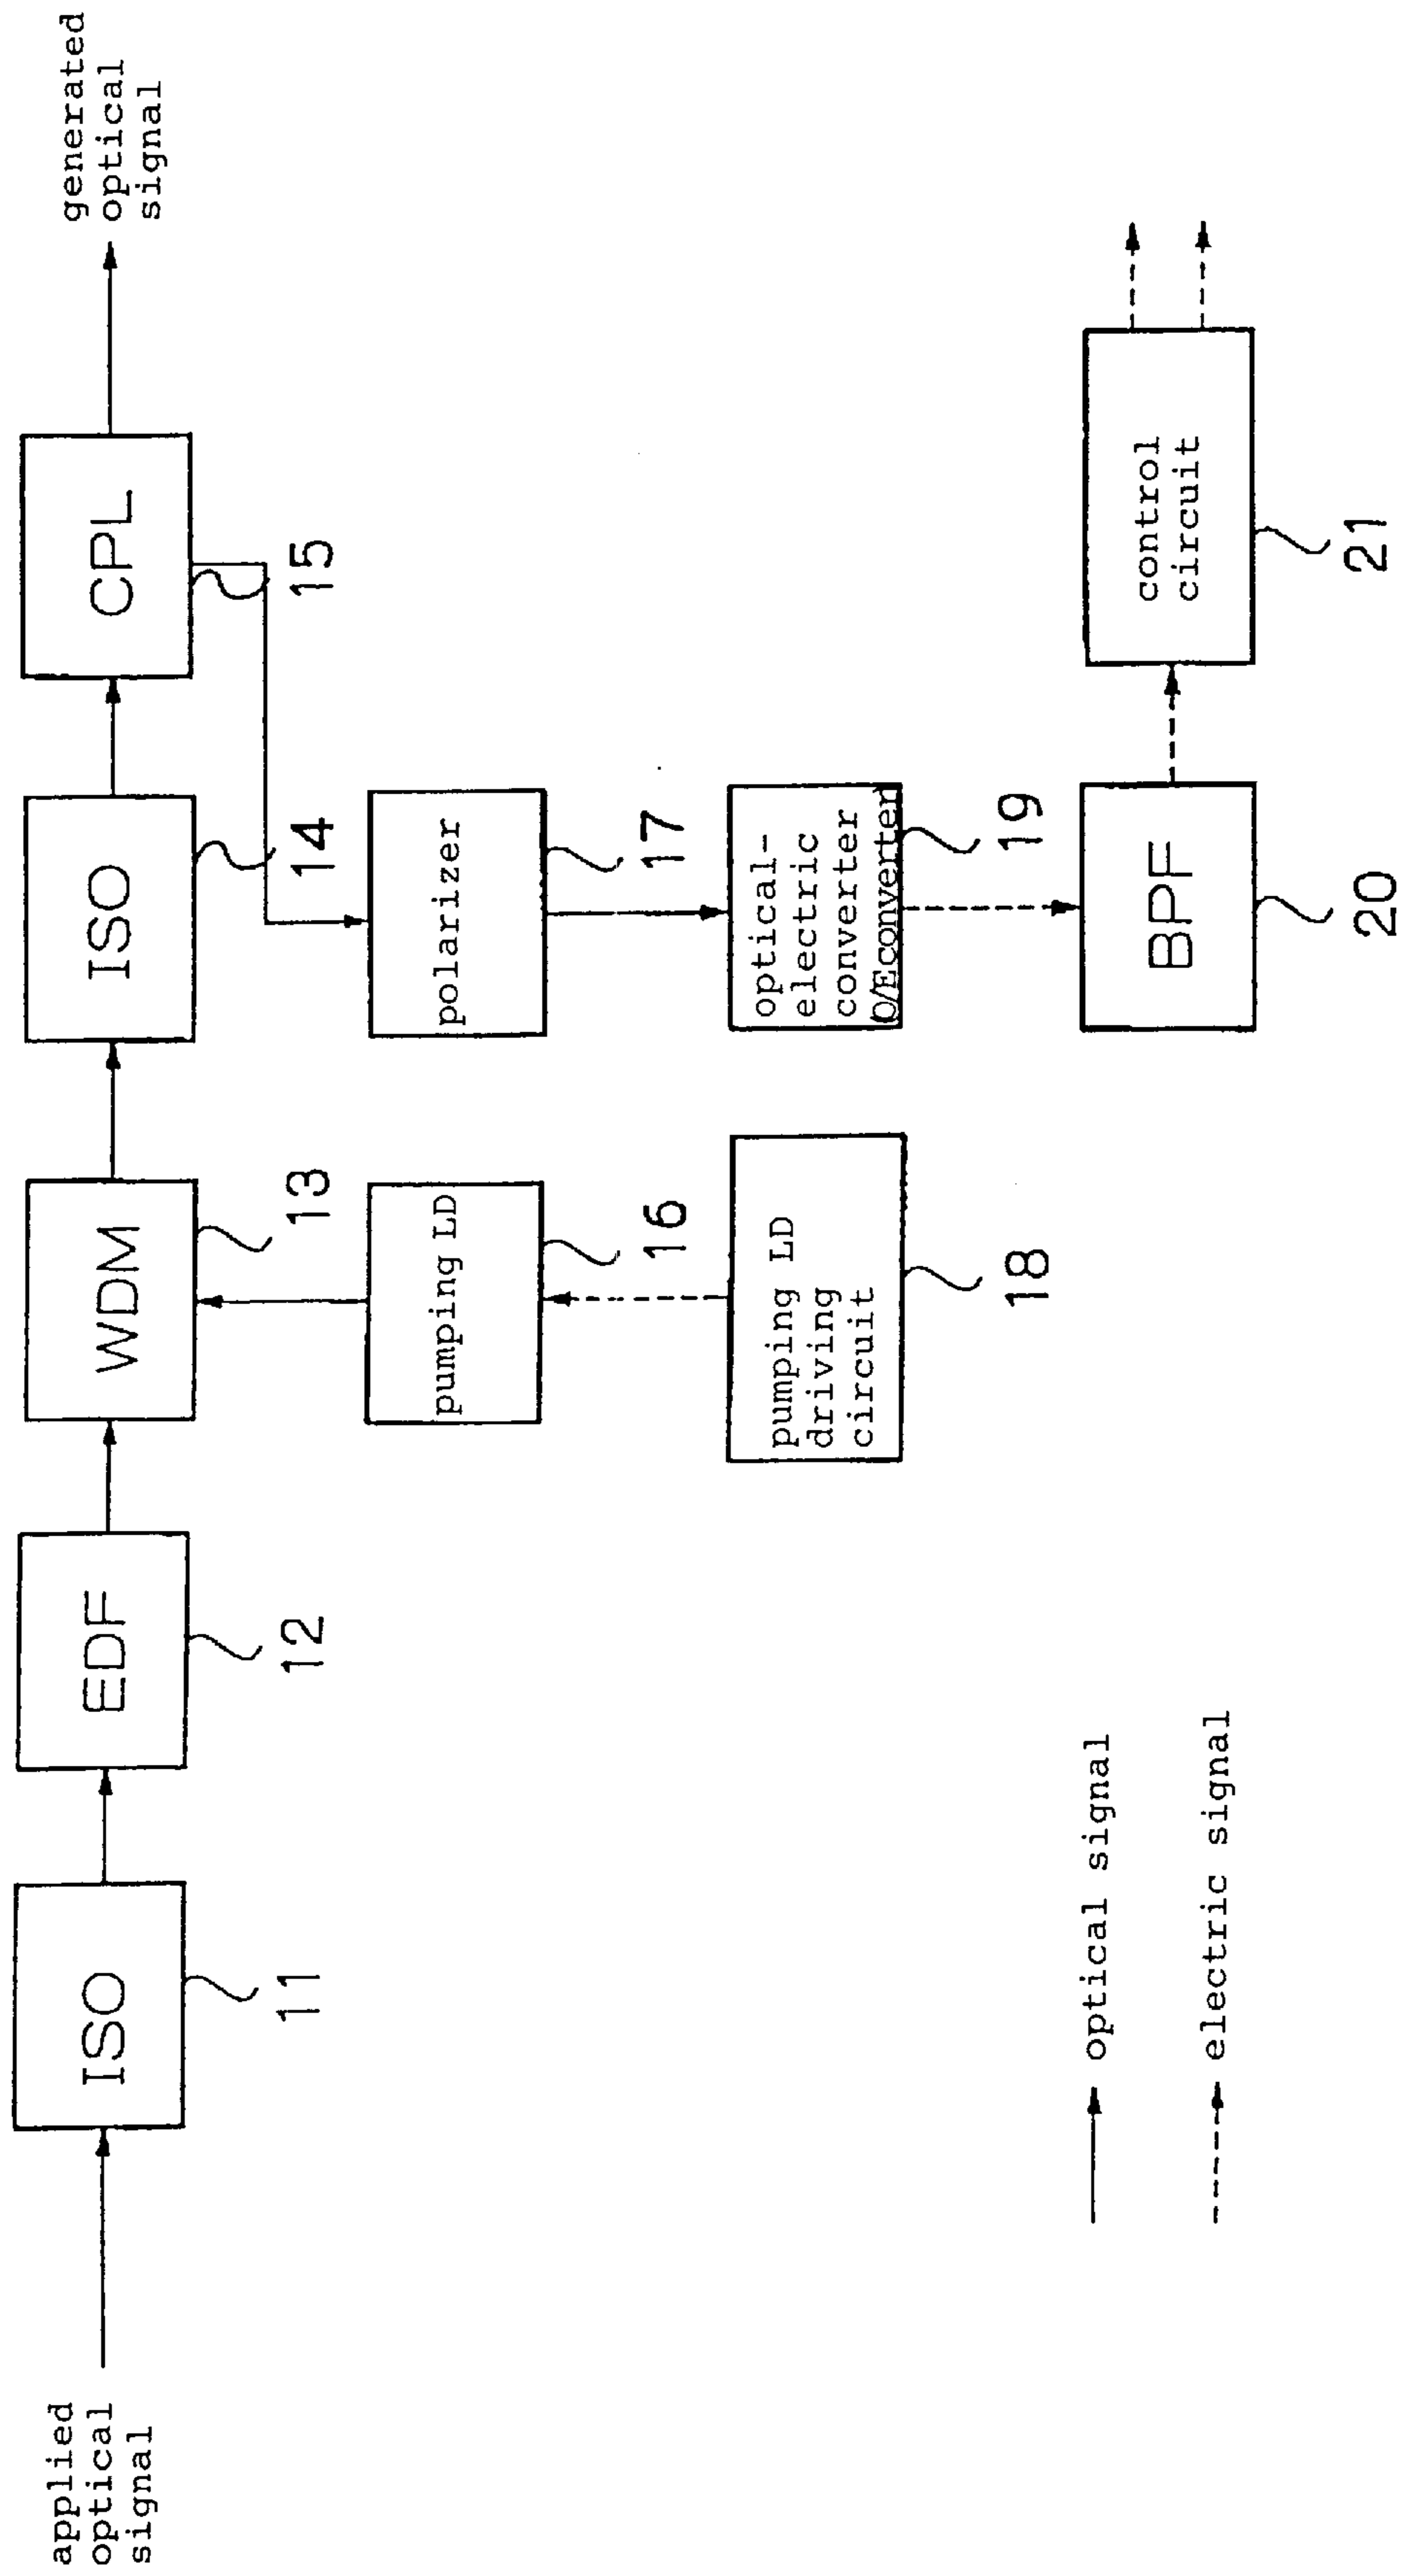 applied
optical
signal
ISO
11
EDF
12
WDM
13
ISO
14
CPL
15
generated
optical
signal
pumping LD
16
polarizer
17
pumping LD
driving
circuit
18
optical-
electric
converter
O/Econverter
19
BPF
20
control
circuit
21
optical signal
electric signal